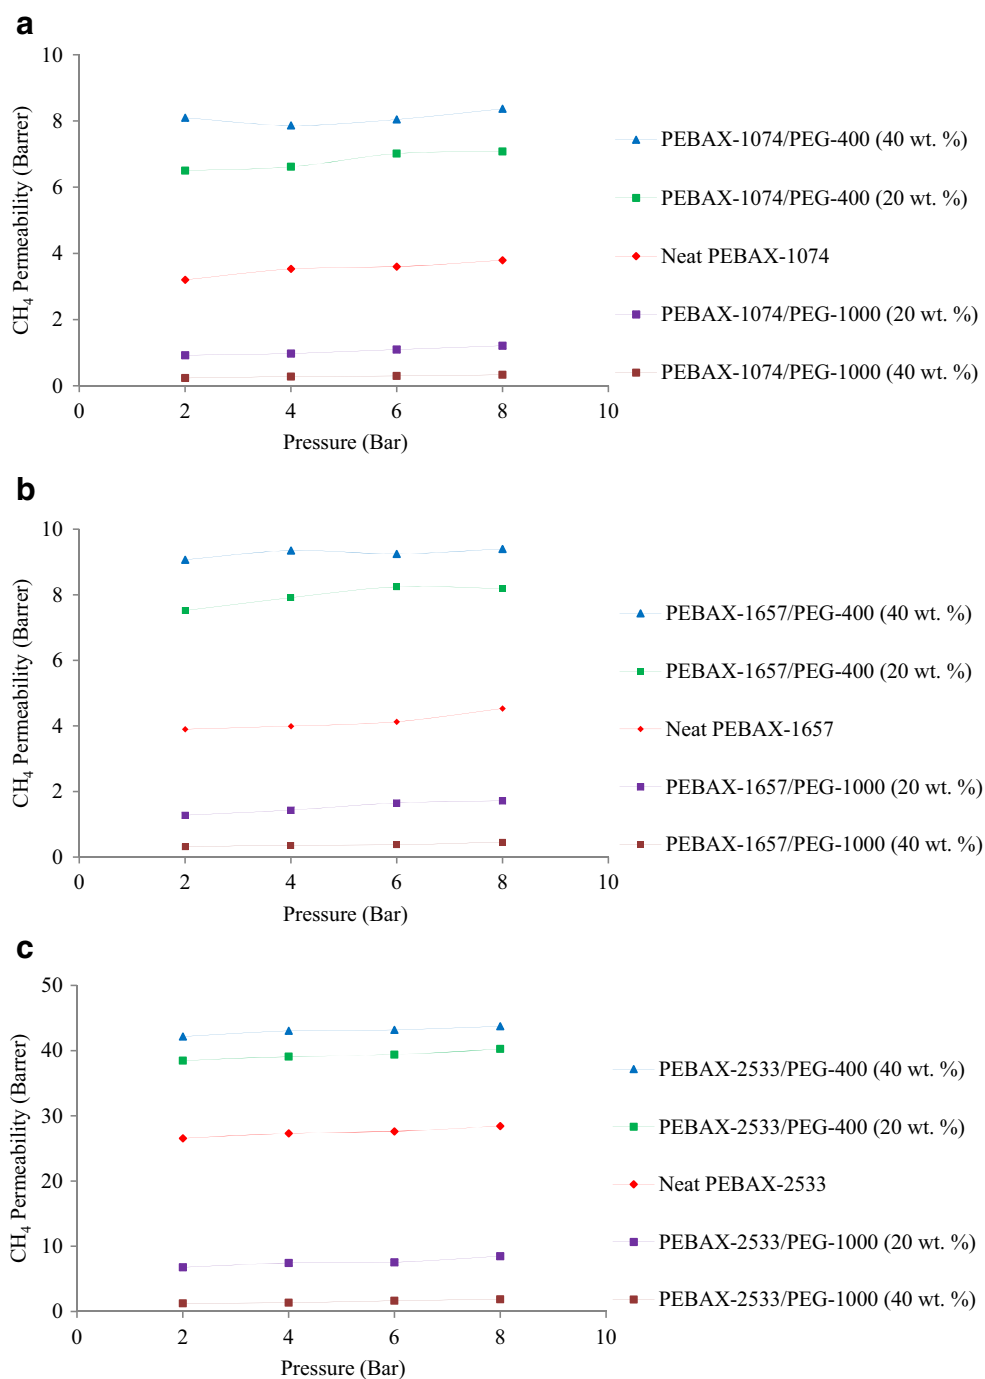 a
10
8
6
4
2
0
0 2 4 6 8 10
CH₄ Permeability (Barrer)
Pressure (Bar)
PEBAX-1074/PEG-400 (40 wt. %)
PEBAX-1074/PEG-400 (20 wt. %)
Neat PEBAX-1074
PEBAX-1074/PEG-1000 (20 wt. %)
PEBAX-1074/PEG-1000 (40 wt. %)
b
10
8
6
4
2
0
0 2 4 6 8 10
CH₄ Permeability (Barrer)
Pressure (Bar)
PEBAX-1657/PEG-400 (40 wt. %)
PEBAX-1657/PEG-400 (20 wt. %)
Neat PEBAX-1657
PEBAX-1657/PEG-1000 (20 wt. %)
PEBAX-1657/PEG-1000 (40 wt. %)
c
50
40
30
20
10
0
0 2 4 6 8 10
CH₄ Permeability (Barrer)
Pressure (Bar)
PEBAX-2533/PEG-400 (40 wt. %)
PEBAX-2533/PEG-400 (20 wt. %)
Neat PEBAX-2533
PEBAX-2533/PEG-1000 (20 wt. %)
PEBAX-2533/PEG-1000 (40 wt. %)